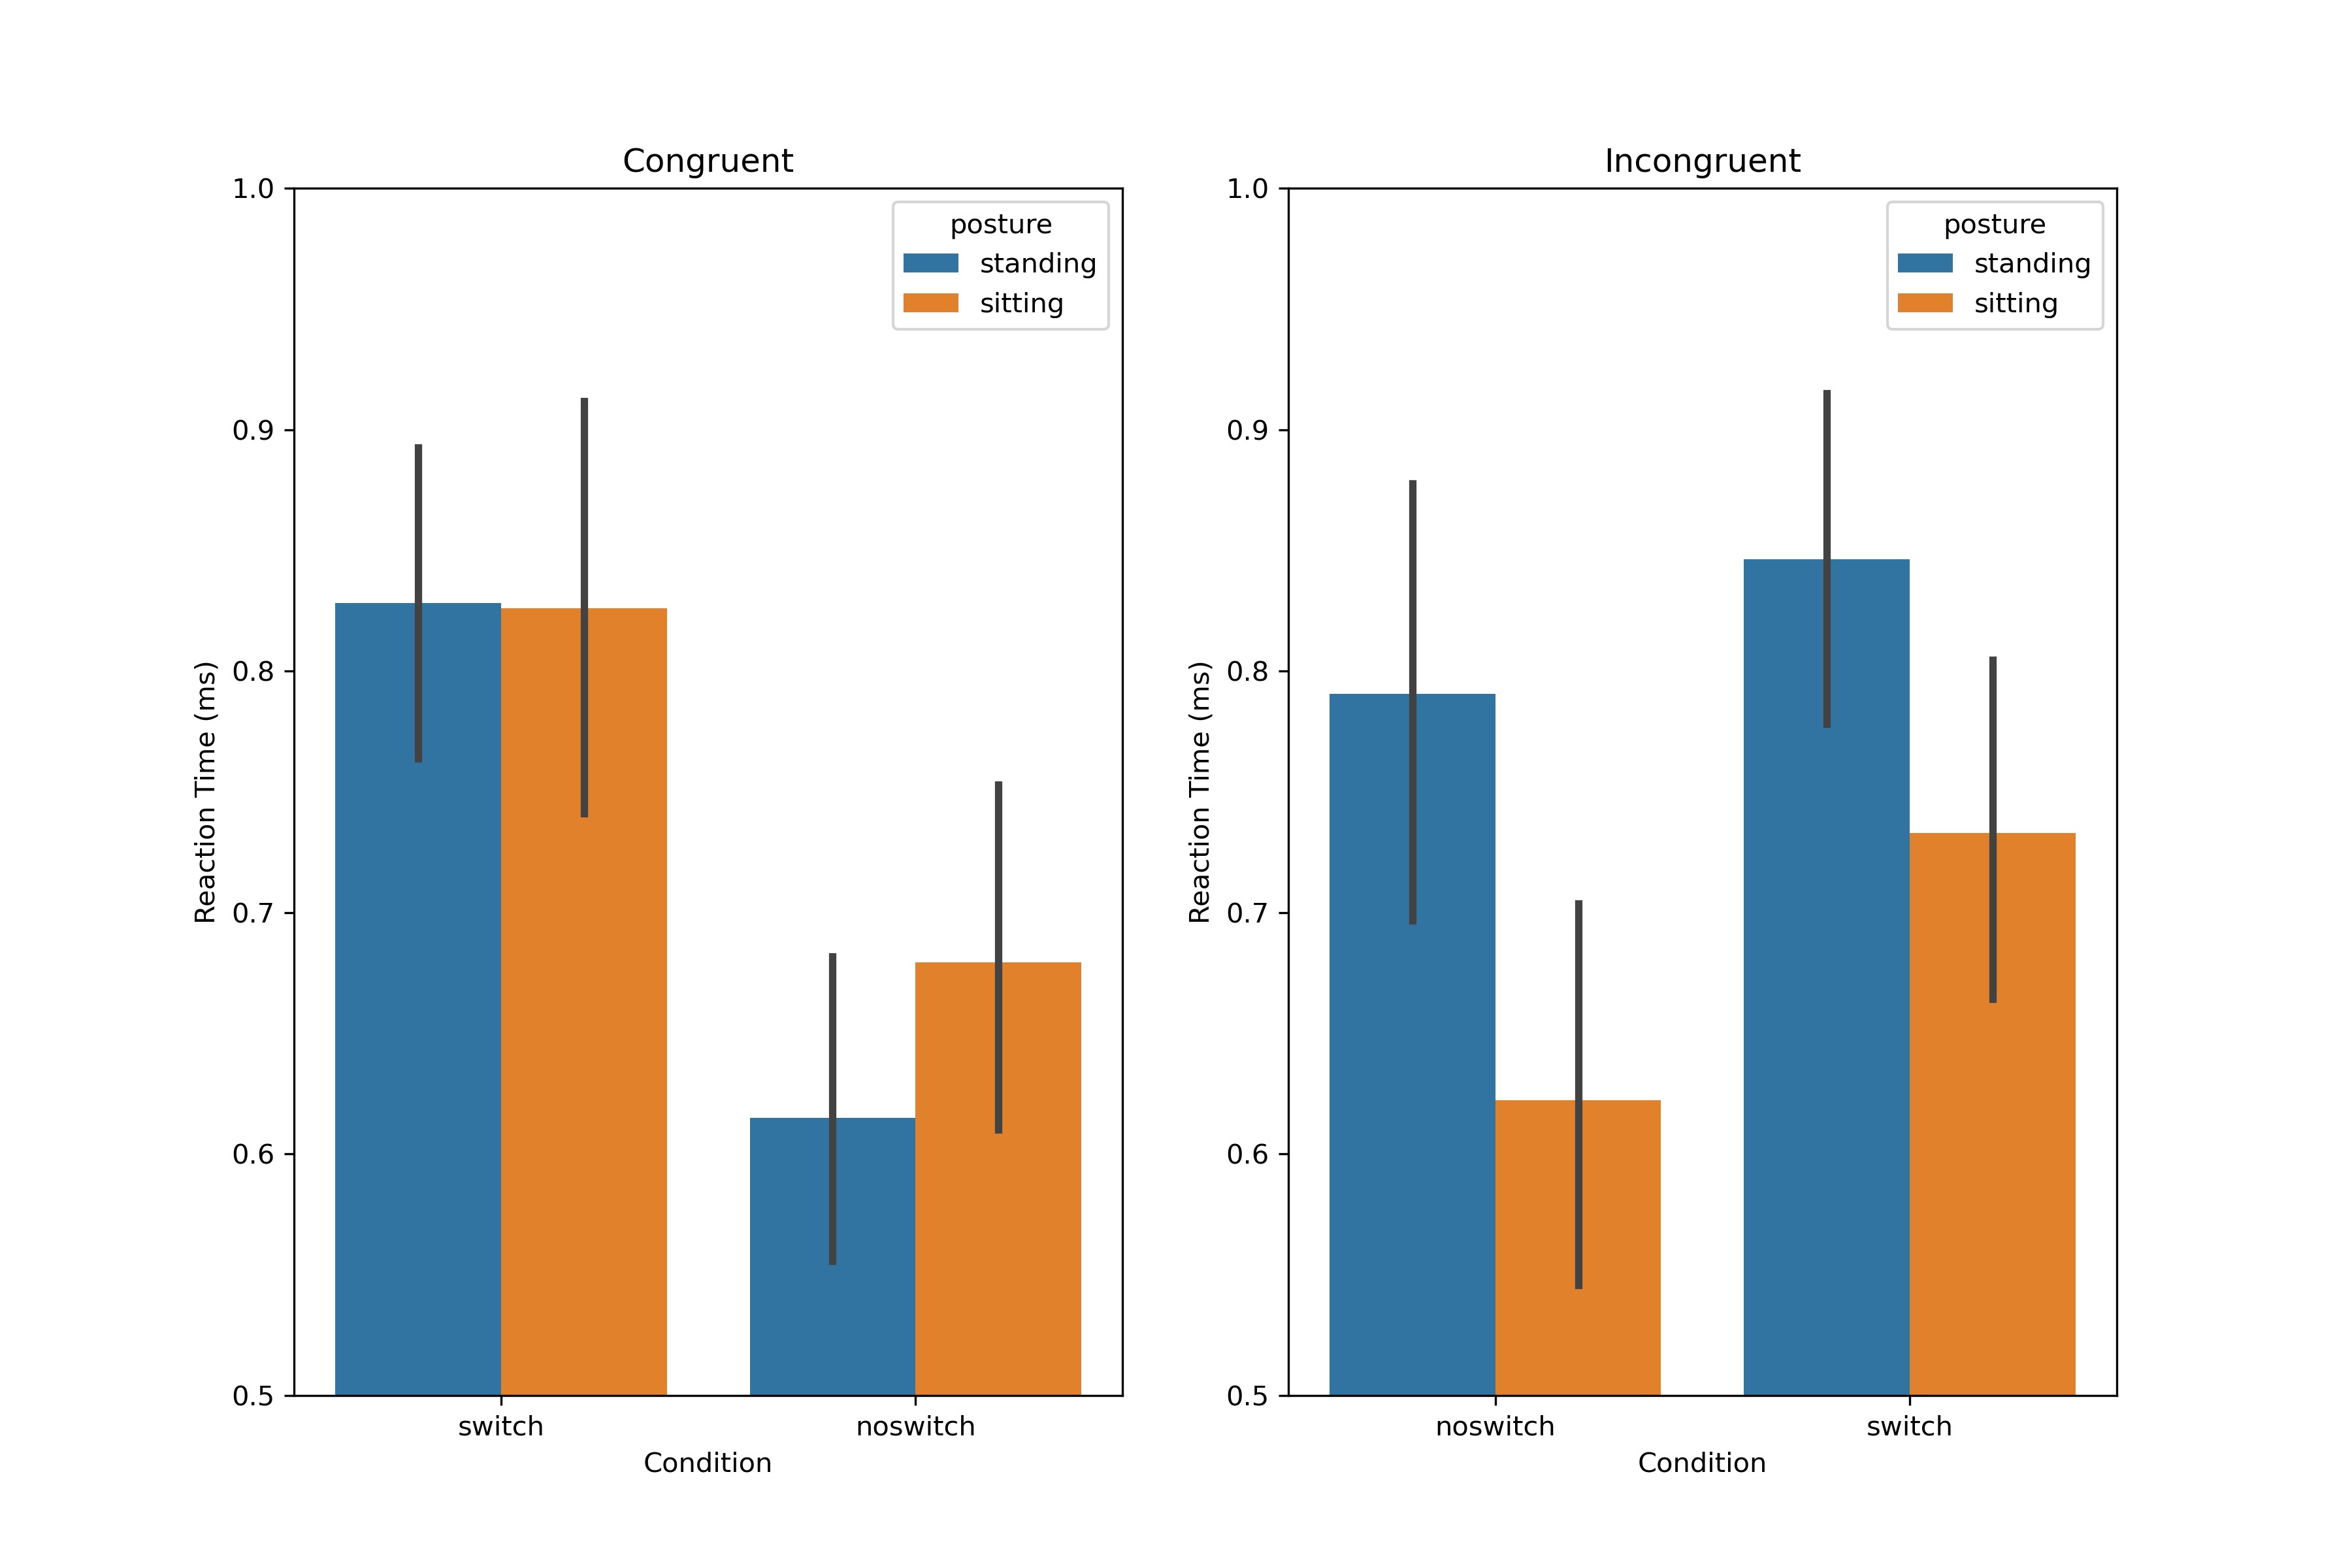 Congruent
1.0
0.9
0.8
0.7
0.6
0.5
Reaction Time (ms)
posture
standing
sitting
switch
noswitch
Condition
Incongruent
1.0
0.9
0.8
0.7
0.6
0.5
Reaction Time (ms)
posture
standing
sitting
noswitch
switch
Condition